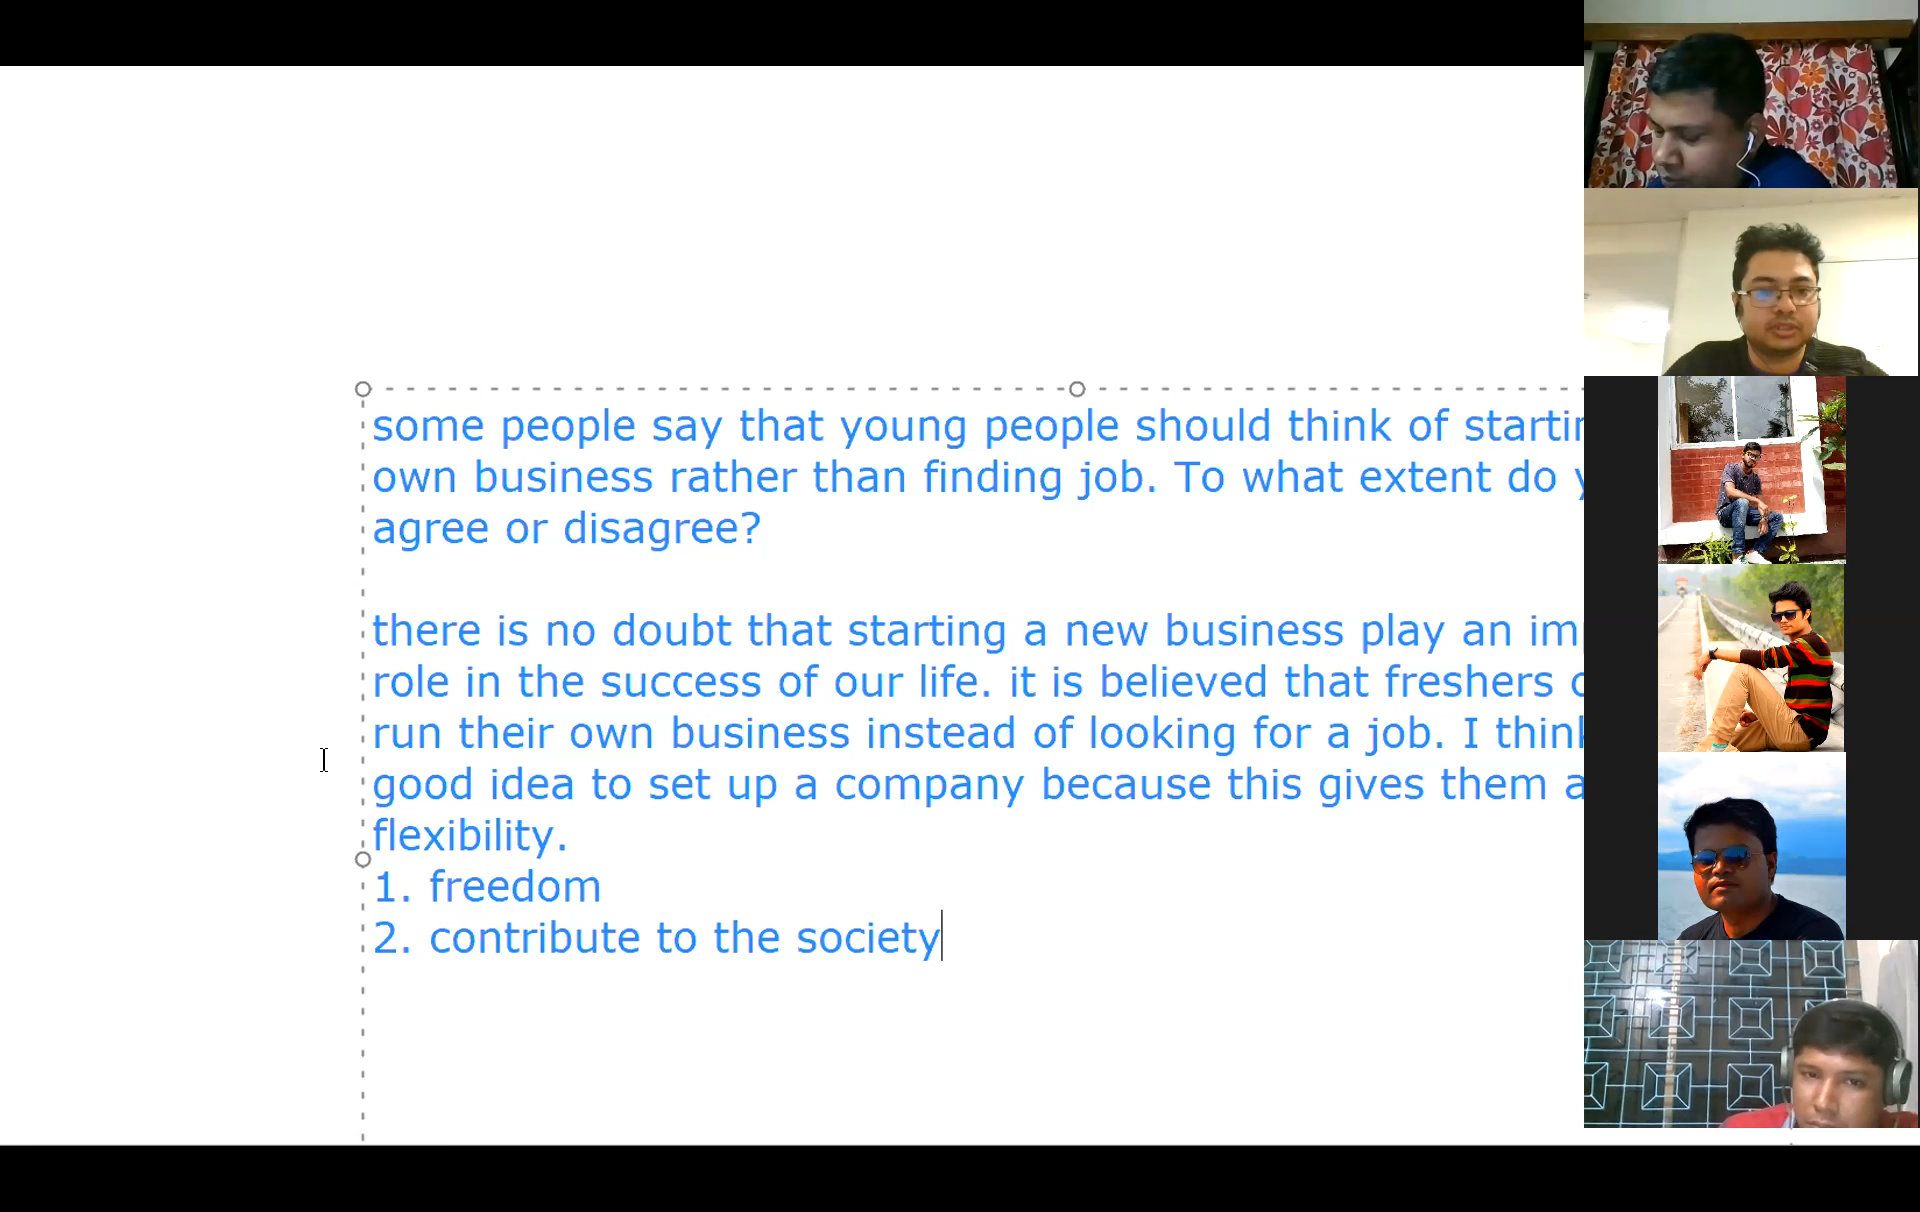 some people say that young people should think of
own business rather than finding job. To what extent do
agree or disagree?
there is no doubt that starting a new business play an
role in the success of our life. it is believed that freshers
run their own business instead of looking for a job. I
good idea to set up a company because this gives them
flexibility.
1. freedom
2. contribute to the society